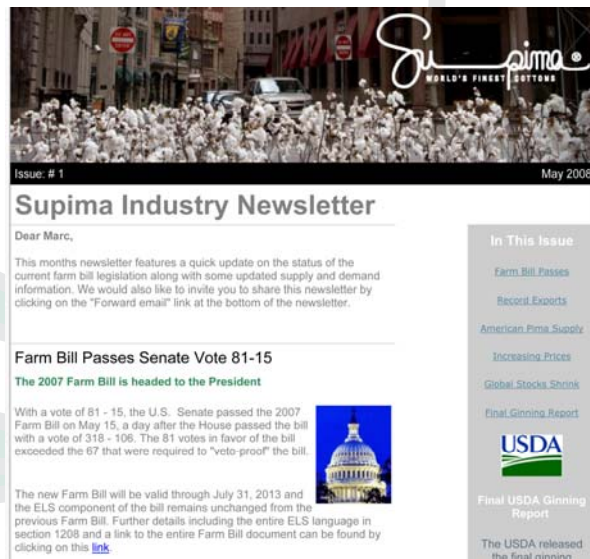 Supima®
WORLD'S FINEST COTTONS
Issue: # 1
May 2008
Supima Industry Newsletter
Dear Marc,
This months newsletter features a quick update on the status of the
current farm bill legislation along with some updated supply and demand
information. We would also like to invite you to share this newsletter by
clicking on the "Forward email" link at the bottom of the newsletter.
Farm Bill Passes Senate Vote 81-15
The 2007 Farm Bill is headed to the President
With a vote of 81 - 15, the U.S. Senate passed the 2007
Farm Bill on May 15, a day after the House passed the bill
with a vote of 318 - 106. The 81 votes in favor of the bill
exceeded the 67 that were required to "veto-proof" the bill.
The new Farm Bill will be valid through July 31, 2013 and
the ELS component of the bill remains unchanged from the
previous Farm Bill. Further details including the entire ELS language in
section 1208 and a link to the entire Farm Bill document can be found by
clicking on this link.
In This Issue
Farm Bill Passes
Record Exports
American Pima Supply
Increasing Prices
Global Stocks Shrink
Final Ginning Report
USDA
Final USDA Ginning
Report
The USDA released
the final ginning